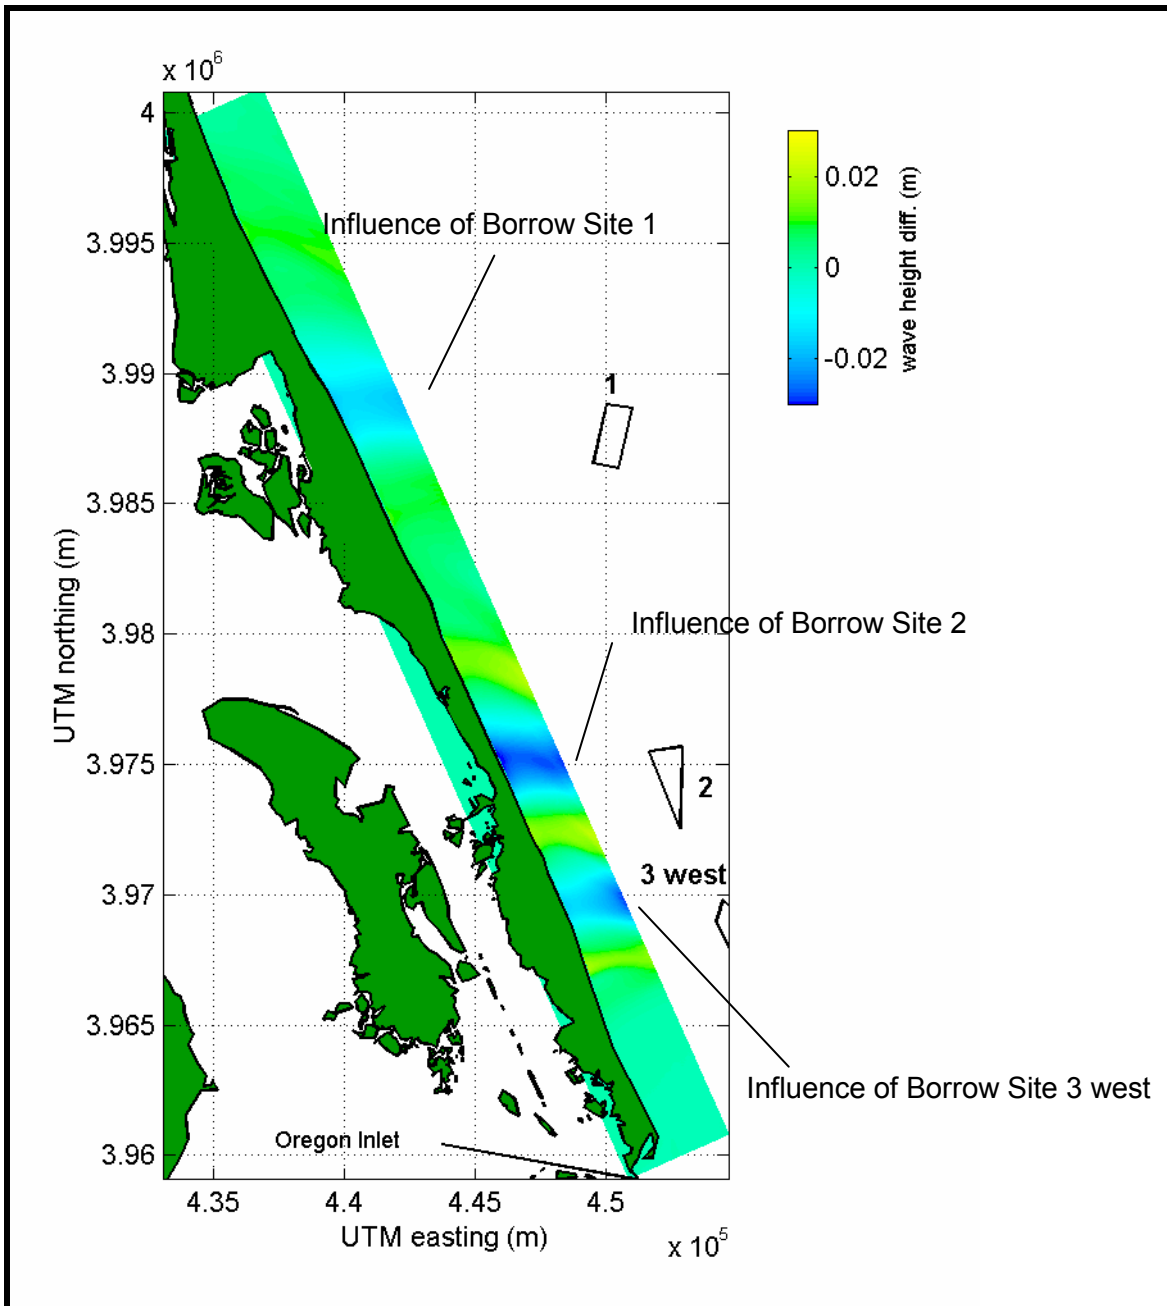 x 10^6
4
3.995
3.99
3.985
3.98
3.975
3.97
3.965
3.96
UTM northing (m)
4.35
4.4
4.45
4.5
UTM easting (m)
x 10^5
Influence of Borrow Site 1
1
Influence of Borrow Site 2
2
3 west
Influence of Borrow Site 3 west
Oregon Inlet
0.02
0
-0.02
wave height diff. (m)